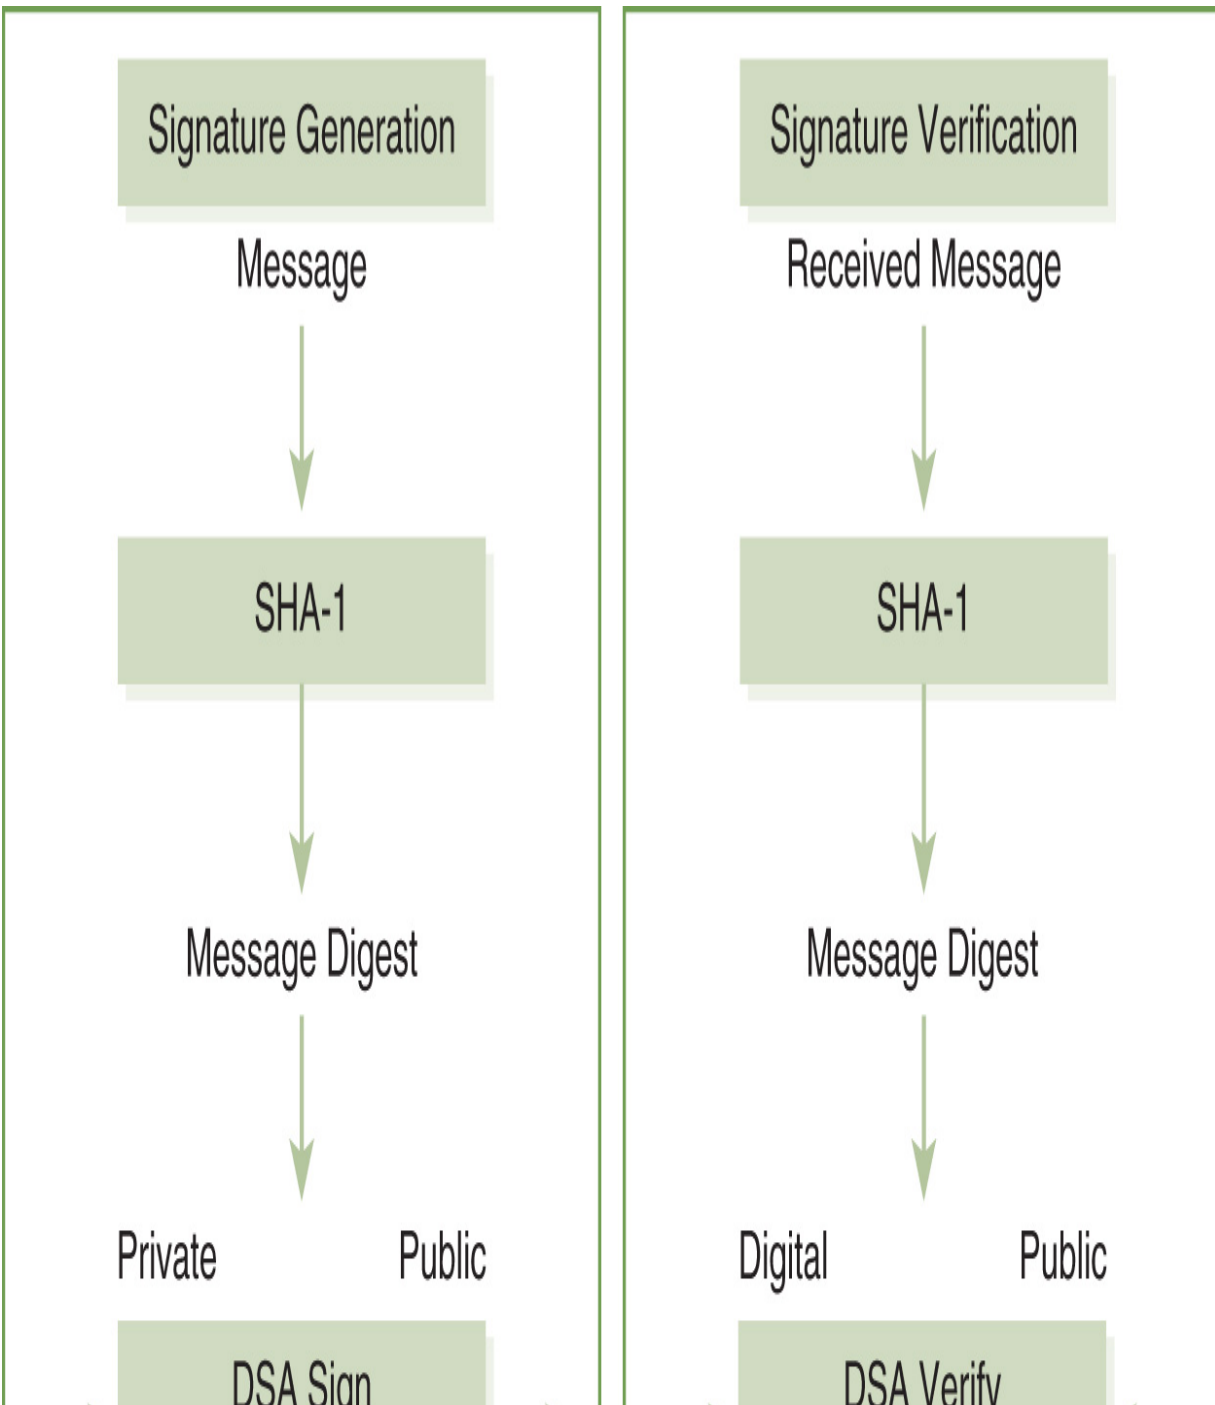 Signature Generation
Message
SHA-1
Message Digest
Private Public
DSA Sign
Signature Verification
Received Message
SHA-1
Message Digest
Digital Public
DSA Verify